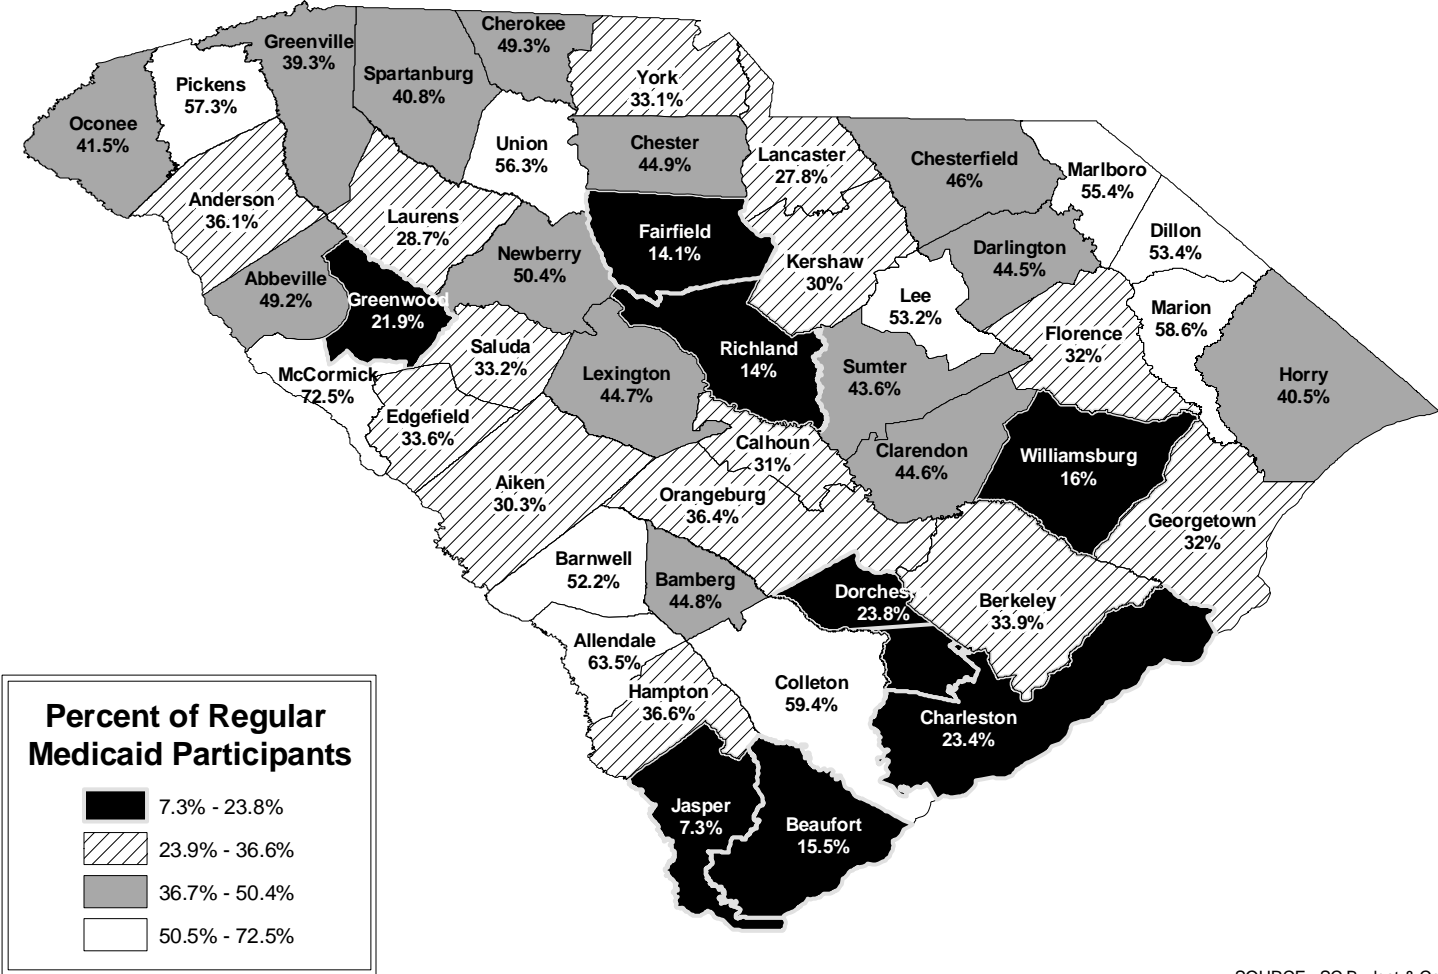 Cherokee
49.3%
Greenville
39.3%
Spartanburg
40.8%
York
33.1%
Pickens
57.3%
Oconee
41.5%
Union
56.3%
Chester
44.9%
Lancaster
27.8%
Chesterfield
46%
Marlboro
55.4%
Anderson
36.1%
Laurens
28.7%
Fairfield
14.1%
Dillon
53.4%
Newberry
50.4%
Kershaw
30%
Darlington
44.5%
Abbeville
49.2%
Greenwood
21.9%
Lee
53.2%
Marion
58.6%
Florence
32%
Saluda
33.2%
Richland
14%
McCormick
72.5%
Lexington
44.7%
Sumter
43.6%
Horry
40.5%
Edgefield
33.6%
Calhoun
31%
Clarendon
44.6%
Williamsburg
16%
Aiken
30.3%
Orangeburg
36.4%
Georgetown
32%
Barnwell
52.2%
Bamberg
44.8%
Dorches
23.8%
Berkeley
33.9%
Allendale
63.5%
Hampton
36.6%
Colleton
59.4%
Charleston
23.4%
Jasper
7.3%
Beaufort
15.5%
Percent of Regular
Medicaid Participants
7.3% - 23.8%
23.9% - 36.6%
36.7% - 50.4%
50.5% - 72.5%